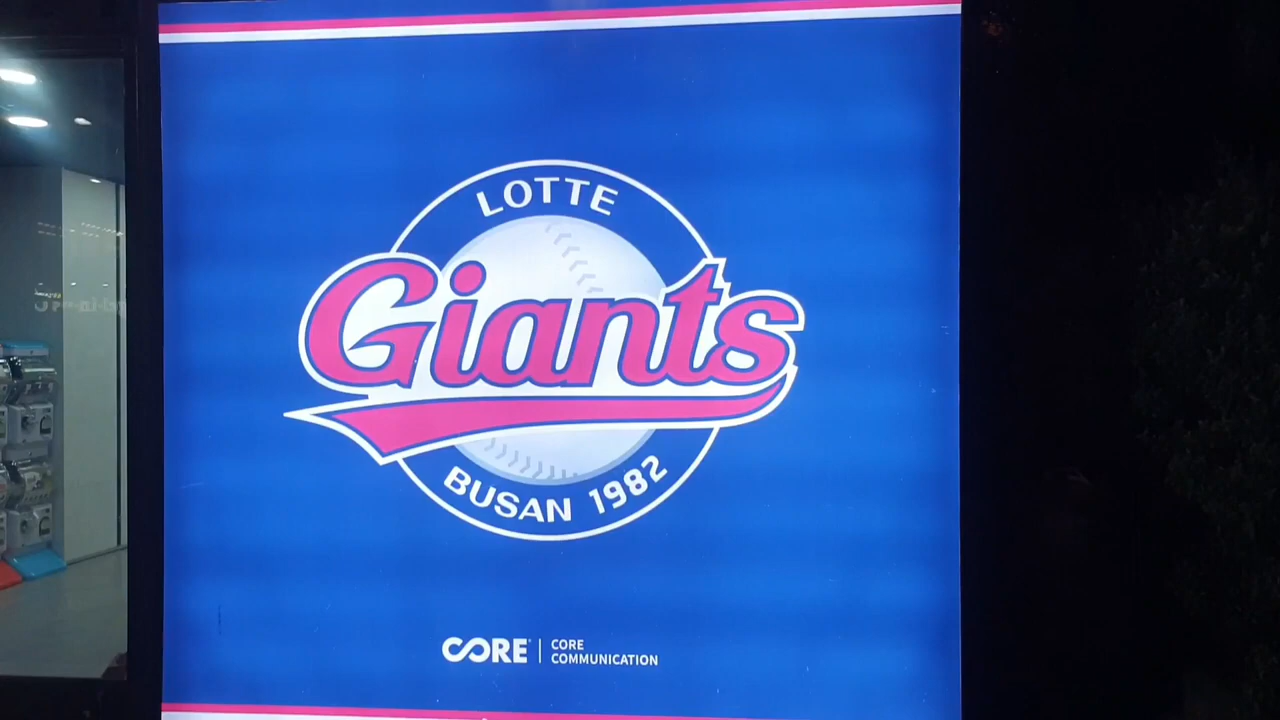 LOTTE
Giants
BUSAN 1982
CORE
CORE
COMMUNICATION